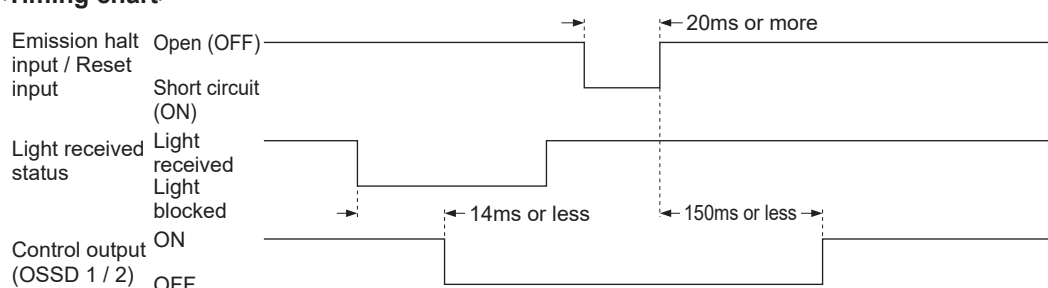 Timing chart
20ms or more
Emission halt input / Reset input
Open (OFF)
Short circuit (ON)
Light received status
Light received
Light blocked
14ms or less
150ms or less
Control output (OSSD 1 / 2)
ON
OFF